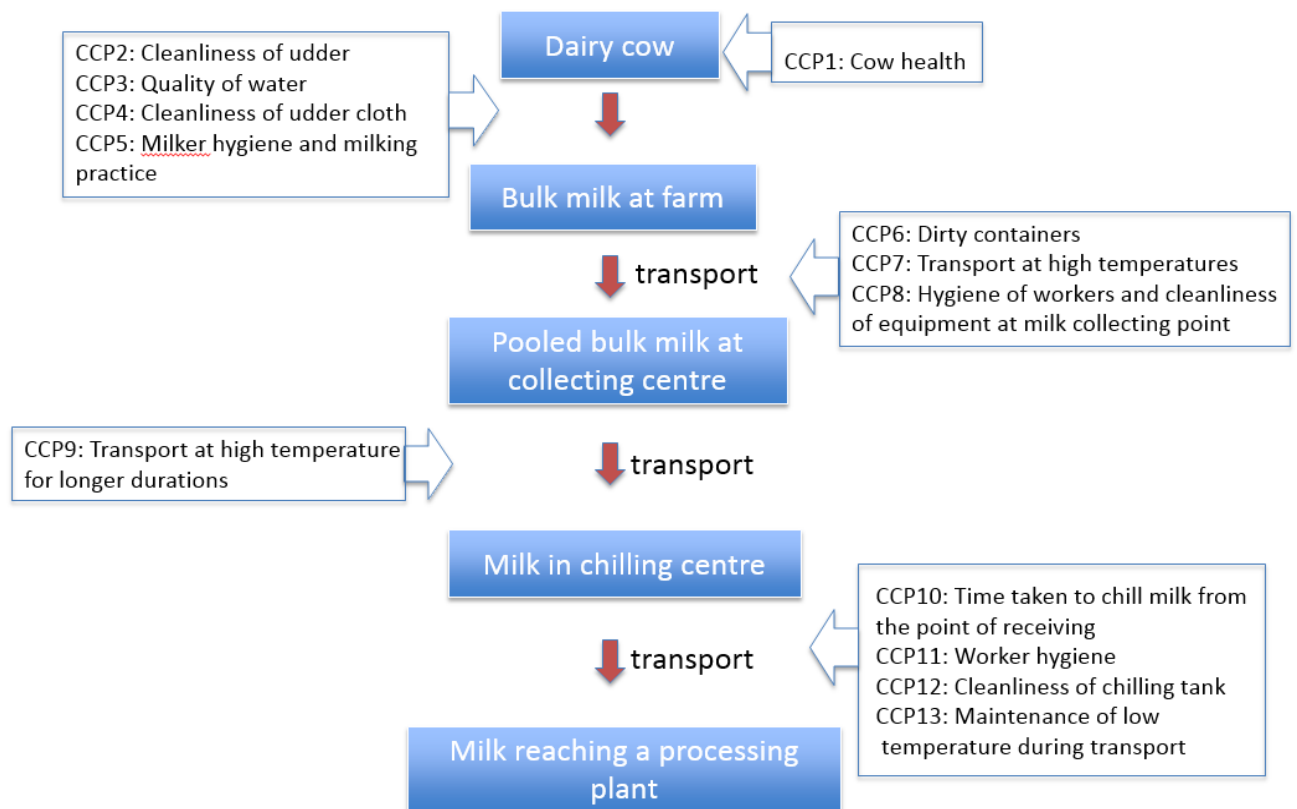 Dairy cow
CCP1: Cow health
CCP2: Cleanliness of udder
CCP3: Quality of water
CCP4: Cleanliness of udder cloth
CCP5: Milker hygiene and milking
practice
Bulk milk at farm
transport
CCP6: Dirty containers
CCP7: Transport at high temperatures
CCP8: Hygiene of workers and cleanliness
of equipment at milk collecting point
Pooled bulk milk at
collecting centre
CCP9: Transport at high temperature
for longer durations
transport
Milk in chilling centre
transport
CCP10: Time taken to chill milk from
the point of receiving
CCP11: Worker hygiene
CCP12: Cleanliness of chilling tank
CCP13: Maintenance of low
temperature during transport
Milk reaching a processing
plant